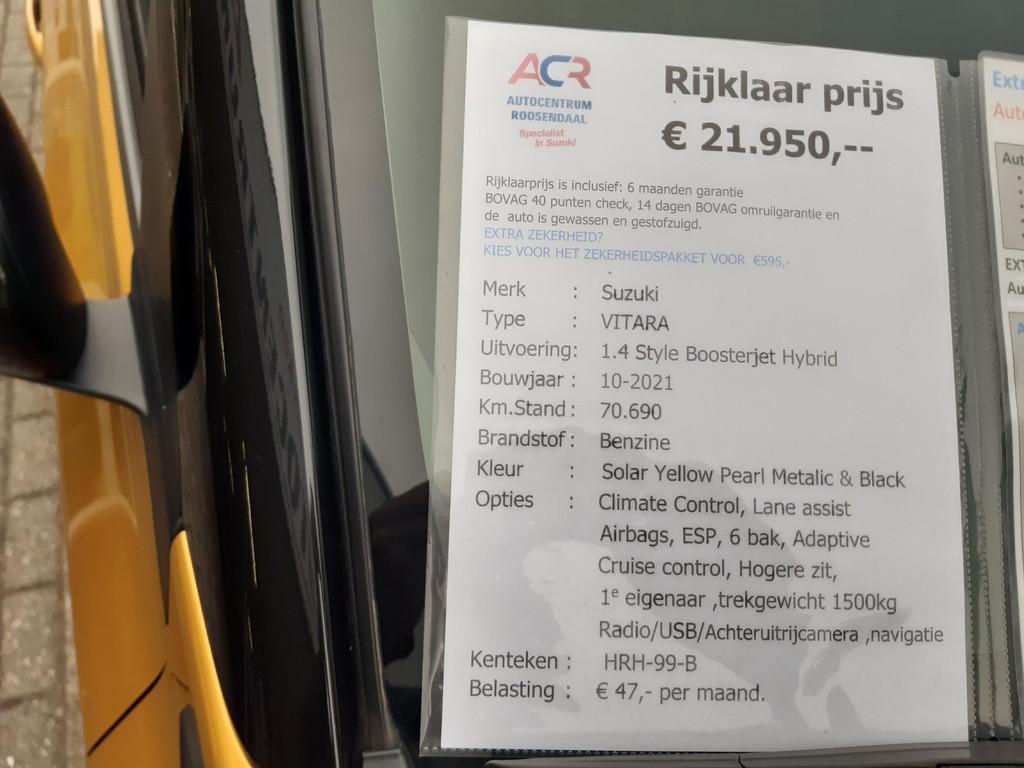 ACR
AUTOCENTRUM
ROOSENDAAL
Specialist
in Suzuki
Rijklaar prijs
€ 21.950,--
Rijklaarprijs is inclusief: 6 maanden garantie
BOVAG 40 punten check, 14 dagen BOVAG omruilgarantie en
de auto is gewassen en gestofzuigd.
EXTRA ZEKERHEID?
KIES VOOR HET ZEKERHEIDSPAKKET VOOR €595,-
Merk : Suzuki
Type : VITARA
Uitvoering: 1.4 Style Boosterjet Hybrid
Bouwjaar : 10-2021
Km.Stand : 70.690
Brandstof : Benzine
Kleur : Solar Yellow Pearl Metalic & Black
Opties : Climate Control, Lane assist
Airbags, ESP, 6 bak, Adaptive
Cruise control, Hogere zit,
1e eigenaar ,trekgewicht 1500kg
Radio/USB/Achteruitrijcamera ,navigatie
Kenteken : HRH-99-B
Belasting : € 47,- per maand.